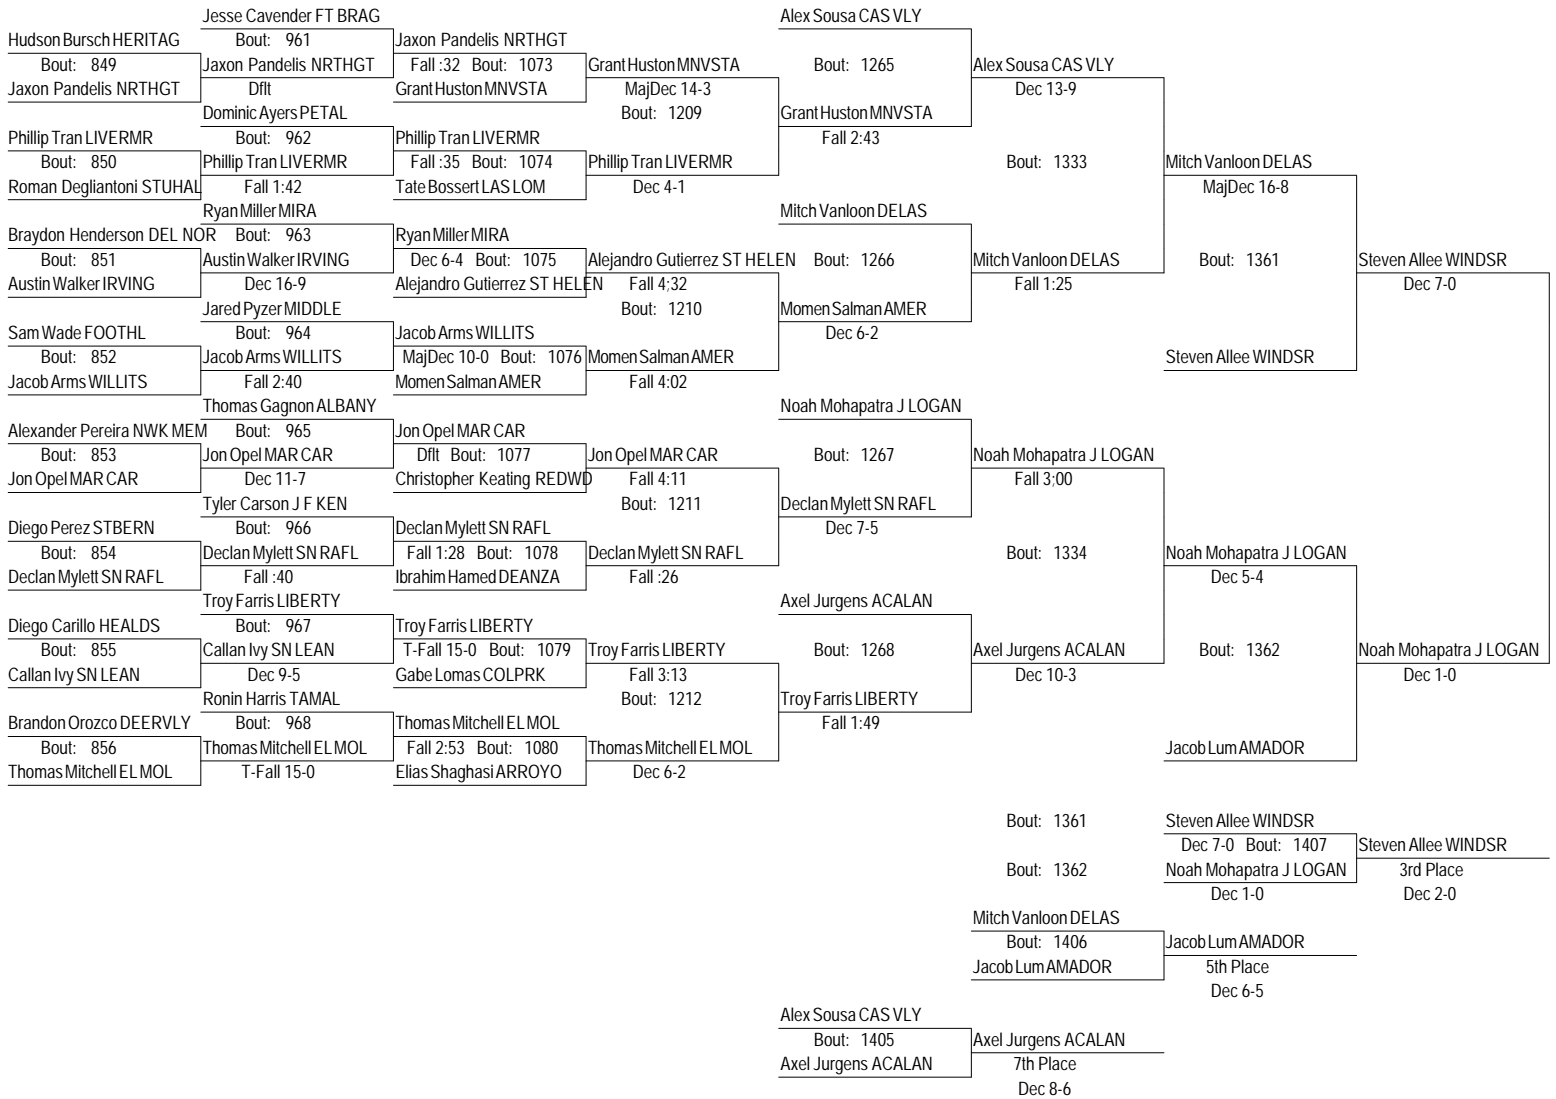 Jesse Cavender FT BRAG
Alex Sousa CAS VLY
Hudson Bursch HERITAG
Bout: 961
Jaxon Pandelis NRTHGT
Bout: 849
Jaxon Pandelis NRTHGT
Fall :32 Bout: 1073
Grant Huston MNVSTA
Bout: 1265
Alex Sousa CAS VLY
Jaxon Pandelis NRTHGT
Dflt
Grant Huston MNVSTA
MajDec 14-3
Dec 13-9
Dominic Ayers PETAL
Bout: 1209
Grant Huston MNVSTA
Phillip Tran LIVERMR
Bout: 962
Phillip Tran LIVERMR
Fall 2:43
Bout: 850
Phillip Tran LIVERMR
Fall :35 Bout: 1074
Phillip Tran LIVERMR
Bout: 1333
Mitch Vanloon DELAS
Roman Degliantoni STUHAL
Fall 1:42
Tate Bossert LAS LOM
Dec 4-1
MajDec 16-8
Ryan Miller MIRA
Mitch Vanloon DELAS
Braydon Henderson DEL NOR
Bout: 963
Ryan Miller MIRA
Bout: 851
Austin Walker IRVING
Dec 6-4 Bout: 1075
Alejandro Gutierrez ST HELEN
Bout: 1266
Mitch Vanloon DELAS
Bout: 1361
Steven Allee WINDSR
Austin Walker IRVING
Dec 16-9
Alejandro Gutierrez ST HELEN
Fall 4;32
Fall 1:25
Dec 7-0
Jared Pyzer MIDDLE
Bout: 1210
Momen Salman AMER
Sam Wade FOOTHL
Bout: 964
Jacob Arms WILLITS
Dec 6-2
Bout: 852
Jacob Arms WILLITS
MajDec 10-0 Bout: 1076
Momen Salman AMER
Steven Allee WINDSR
Jacob Arms WILLITS
Fall 2:40
Momen Salman AMER
Fall 4:02
Thomas Gagnon ALBANY
Noah Mohapatra J LOGAN
Alexander Pereira NWK MEM
Bout: 965
Jon Opel MAR CAR
Bout: 853
Jon Opel MAR CAR
Dflt Bout: 1077
Jon Opel MAR CAR
Bout: 1267
Noah Mohapatra J LOGAN
Jon Opel MAR CAR
Dec 11-7
Christopher Keating REDWD
Fall 4:11
Fall 3;00
Tyler Carson J F KEN
Bout: 1211
Declan Mylett SN RAFL
Diego Perez STBERN
Bout: 966
Declan Mylett SN RAFL
Dec 7-5
Bout: 854
Declan Mylett SN RAFL
Fall 1:28 Bout: 1078
Declan Mylett SN RAFL
Bout: 1334
Noah Mohapatra J LOGAN
Declan Mylett SN RAFL
Fall :40
Ibrahim Hamed DEANZA
Fall :26
Dec 5-4
Troy Farris LIBERTY
Axel Jurgens ACALAN
Diego Carillo HEALDS
Bout: 967
Troy Farris LIBERTY
Bout: 855
Callan Ivy SN LEAN
T-Fall 15-0 Bout: 1079
Troy Farris LIBERTY
Bout: 1268
Axel Jurgens ACALAN
Bout: 1362
Noah Mohapatra J LOGAN
Callan Ivy SN LEAN
Dec 9-5
Gabe Lomas COLPRK
Fall 3:13
Dec 10-3
Dec 1-0
Ronin Harris TAMAL
Bout: 1212
Troy Farris LIBERTY
Brandon Orozco DEERVLY
Bout: 968
Thomas Mitchell EL MOL
Fall 1:49
Bout: 856
Thomas Mitchell EL MOL
Fall 2:53 Bout: 1080
Thomas Mitchell EL MOL
Jacob Lum AMADOR
Thomas Mitchell EL MOL
T-Fall 15-0
Elias Shaghasi ARROYO
Dec 6-2
Bout: 1361
Steven Allee WINDSR
Dec 7-0 Bout: 1407
Steven Allee WINDSR
Bout: 1362
Noah Mohapatra J LOGAN
3rd Place
Dec 1-0
Dec 2-0
Mitch Vanloon DELAS
Bout: 1406
Jacob Lum AMADOR
Jacob Lum AMADOR
5th Place
Dec 6-5
Alex Sousa CAS VLY
Bout: 1405
Axel Jurgens ACALAN
Axel Jurgens ACALAN
7th Place
Dec 8-6